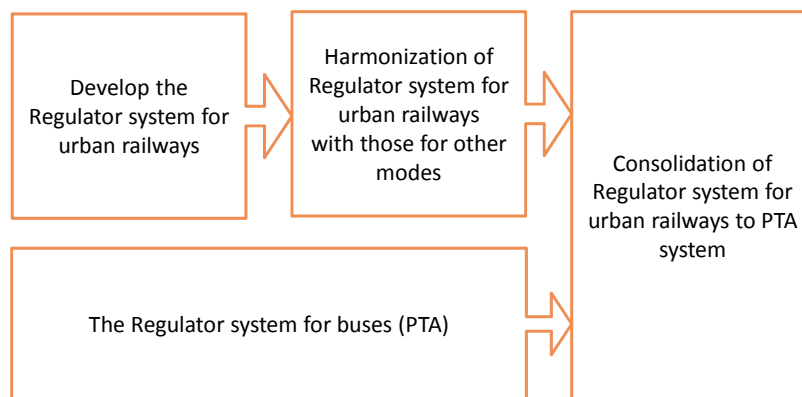 Develop the
Regulator system for
urban railways
Harmonization of
Regulator system for
urban railways
with those for other
modes
Consolidation of
Regulator system for
urban railways to PTA
system
The Regulator system for buses (PTA)